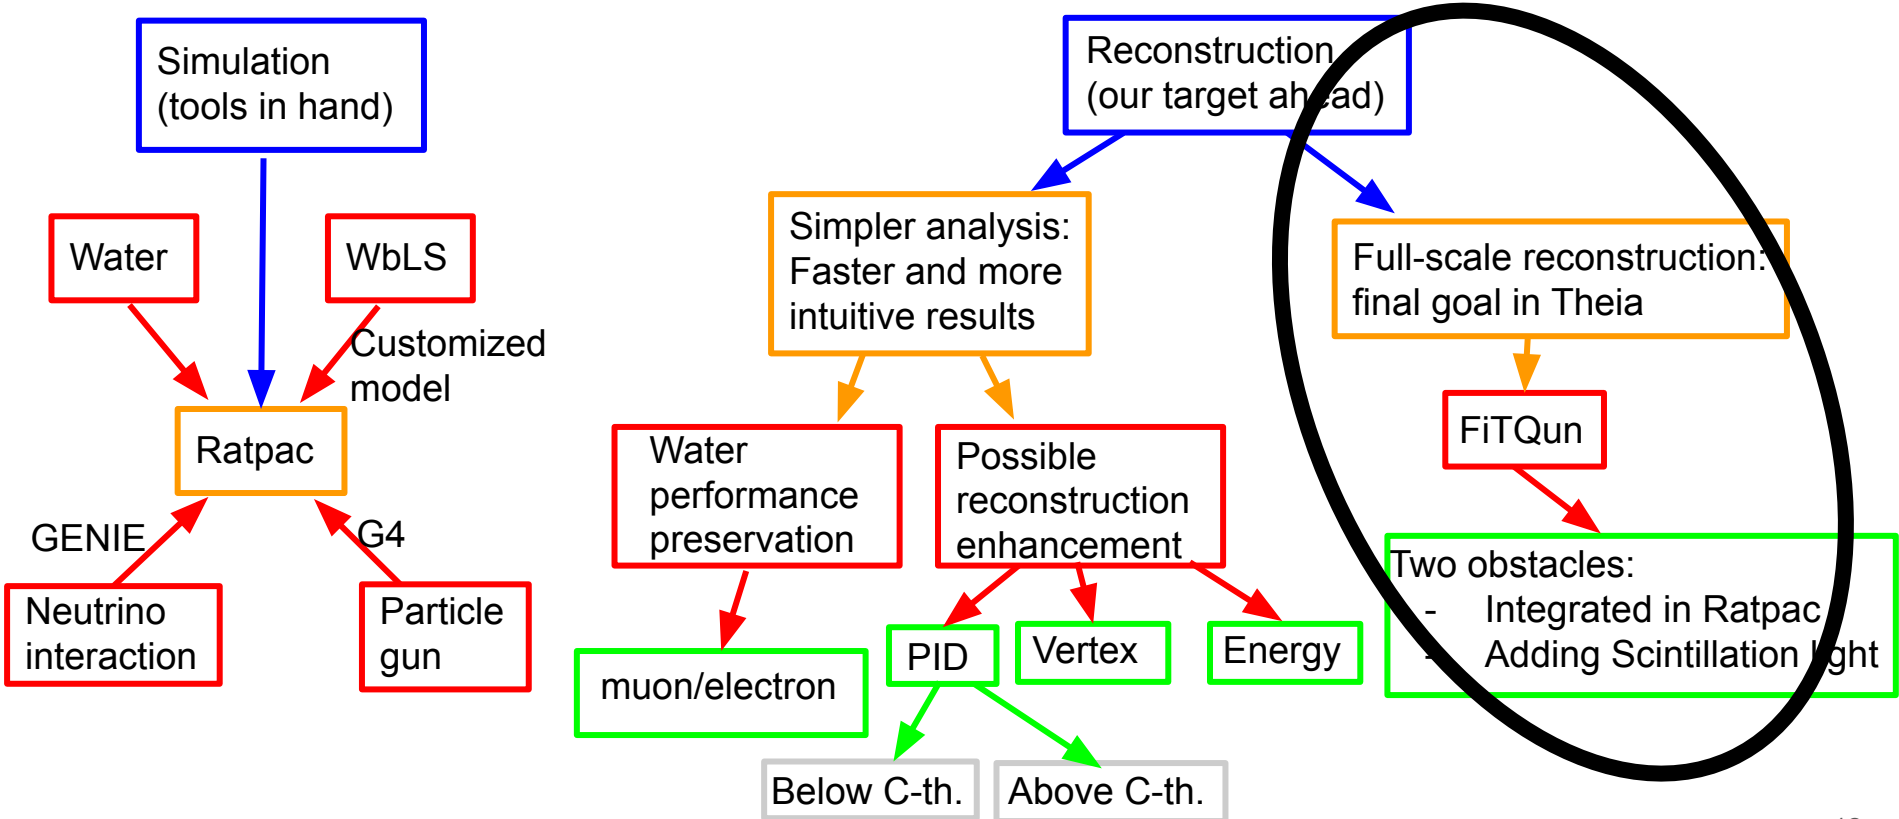 Simulation
(tools in hand)
Water
WbLS
Customized
model
Ratpac
GENIE
G4
Neutrino
interaction
Particle
gun
Reconstruction
(our target ahead)
Simpler analysis:
Faster and more
intuitive results
Full-scale reconstruction:
final goal in Theia
Water
performance
preservation
Possible
reconstruction
enhancement
FiTQun
muon/electron
PID
Vertex
Energy
Two obstacles:
- Integrated in Ratpac
- Adding Scintillation light
Below C-th.
Above C-th.